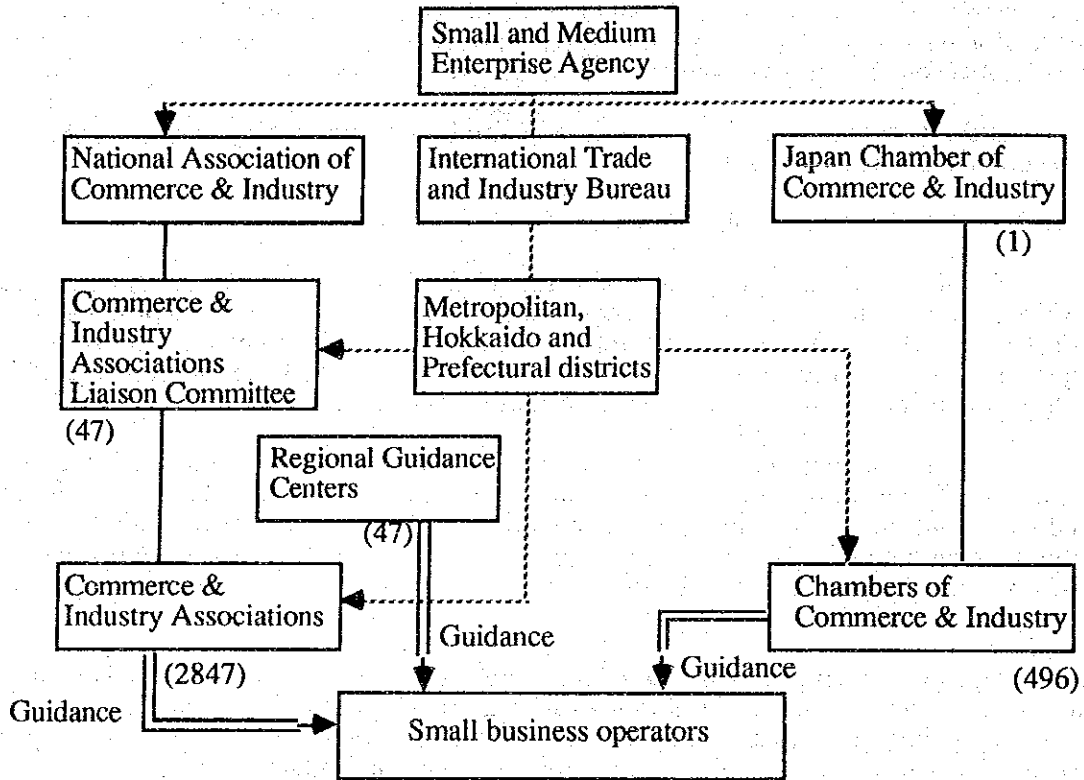 Small and Medium
Enterprise Agency
National Association of
Commerce & Industry
International Trade
and Industry Bureau
Japan Chamber of
Commerce & Industry
(1)
Commerce &
Industry
Associations
Liaison Committee
(47)
Metropolitan,
Hokkaido and
Prefectural districts
Regional Guidance
Centers
(47)
Commerce &
Industry Associations
(2847)
Chambers of
Commerce & Industry
(496)
Guidance
Guidance
Guidance
Small business operators